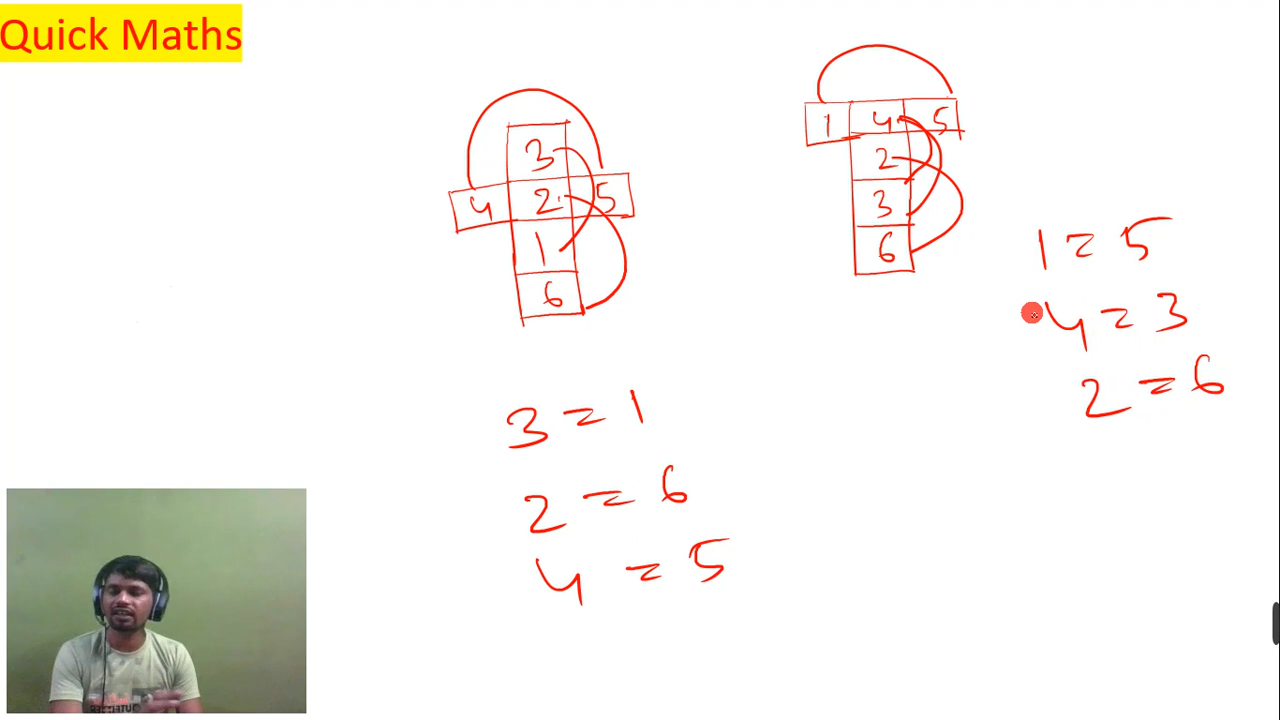 Quick Maths
3
4 2 5
1
6
1 4 5
2
3
6
1 = 5
4 = 3
2 = 6
3 = 1
2 = 6
4 = 5